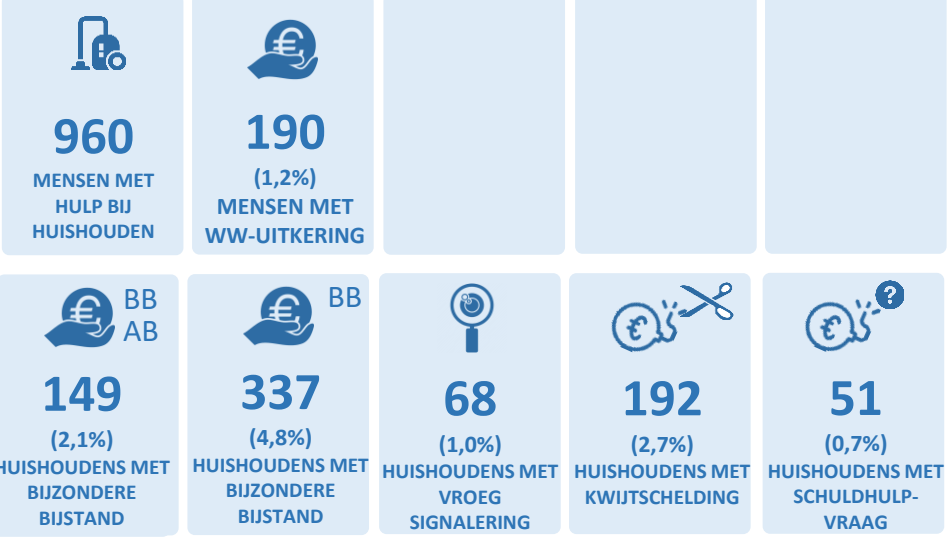 960
MENSEN MET
HULP BIJ
HUISHOUDEN
190
(1,2%)
MENSEN MET
WW-UITKERING
BB
AB
149
(2,1%)
HUISHOUDENS MET
BIJZONDERE
BIJSTAND
BB
337
(4,8%)
HUISHOUDENS MET
BIJZONDERE
BIJSTAND
68
(1,0%)
HUISHOUDENS MET
VROEG
SIGNALERING
192
(2,7%)
HUISHOUDENS MET
KWIJTSCHELDING
?
51
(0,7%)
HUISHOUDENS MET
SCHULDHULP-
VRAAG